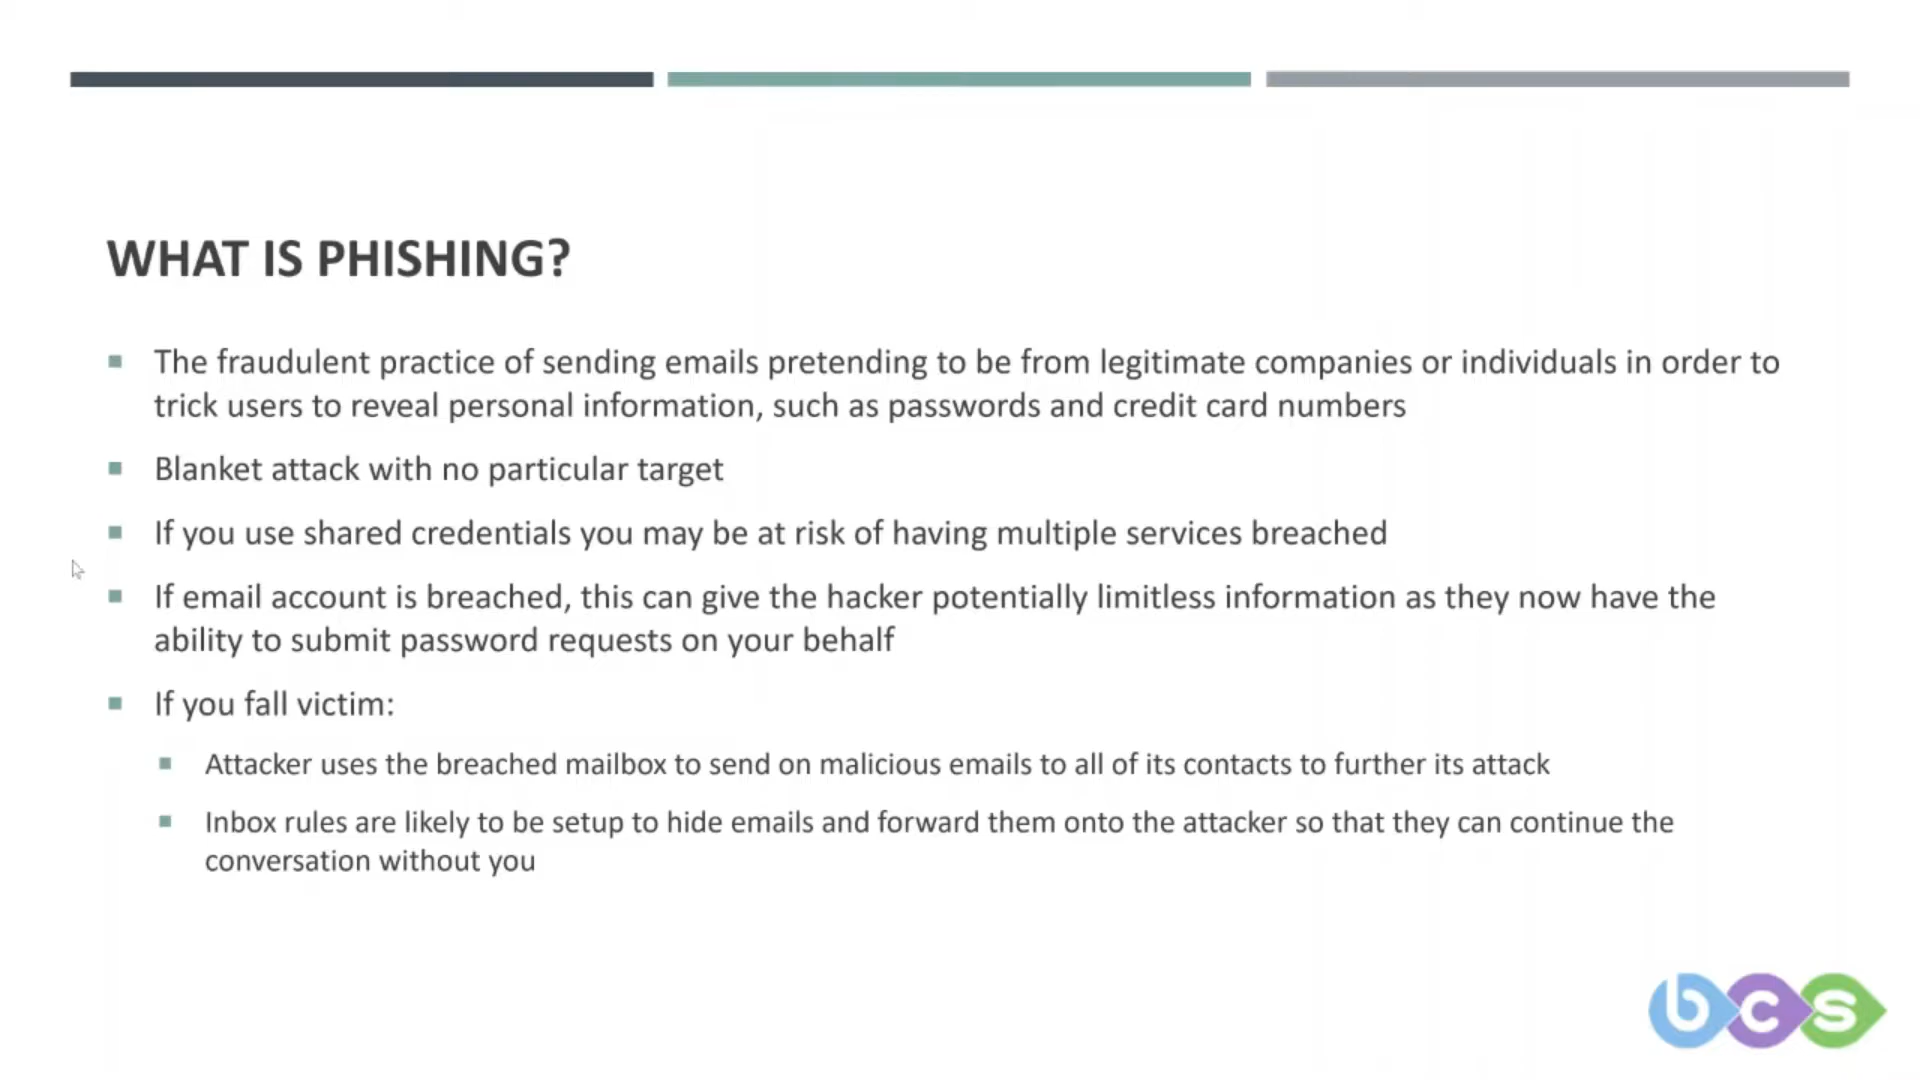 WHAT IS PHISHING?
The fraudulent practice of sending emails pretending to be from legitimate companies or individuals in order to
trick users to reveal personal information, such as passwords and credit card numbers
Blanket attack with no particular target
If you use shared credentials you may be at risk of having multiple services breached
If email account is breached, this can give the hacker potentially limitless information as they now have the
ability to submit password requests on your behalf
If you fall victim:
Attacker uses the breached mailbox to send on malicious emails to all of its contacts to further its attack
Inbox rules are likely to be setup to hide emails and forward them onto the attacker so that they can continue the
conversation without you
bcs